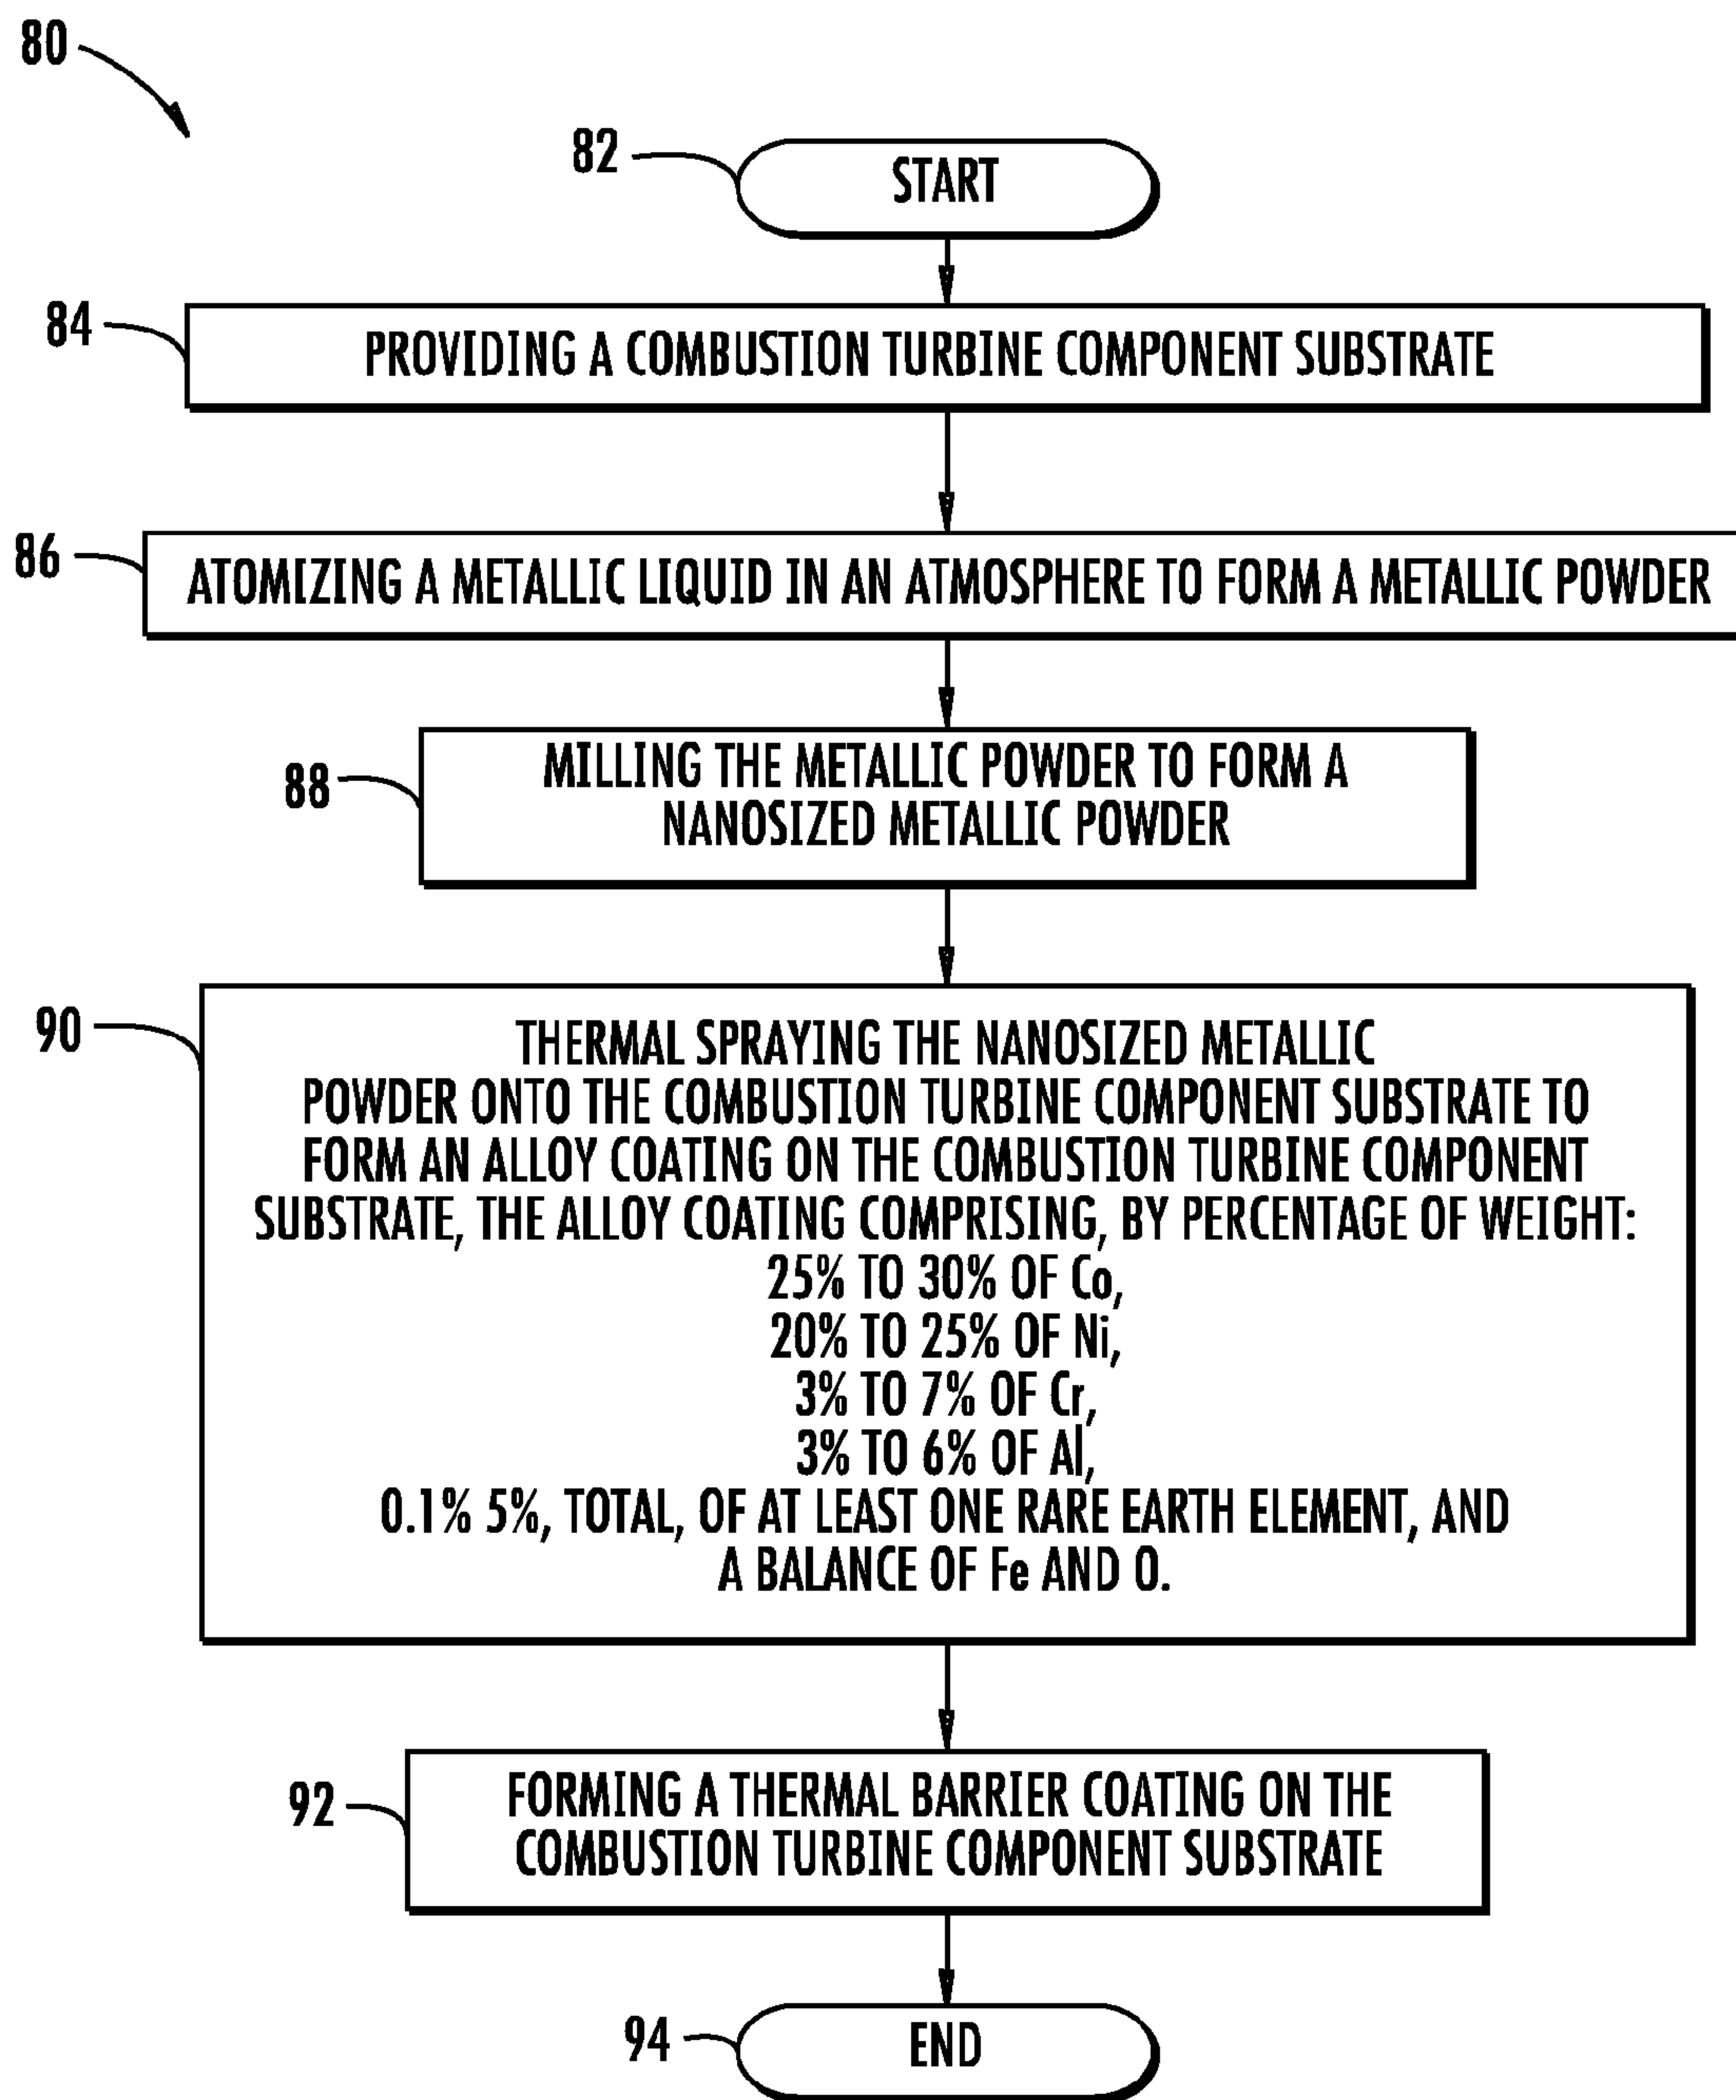 80
82
START
84
PROVIDING A COMBUSTION TURBINE COMPONENT SUBSTRATE
86
ATOMIZING A METALLIC LIQUID IN AN ATMOSPHERE TO FORM A METALLIC POWDER
88
MILLING THE METALLIC POWDER TO FORM A
NANOSIZED METALLIC POWDER
90
THERMAL SPRAYING THE NANOSIZED METALLIC
POWDER ONTO THE COMBUSTION TURBINE COMPONENT SUBSTRATE TO
FORM AN ALLOY COATING ON THE COMBUSTION TURBINE COMPONENT
SUBSTRATE, THE ALLOY COATING COMPRISING, BY PERCENTAGE OF WEIGHT:
25% TO 30% OF Co,
20% TO 25% OF Ni,
3% TO 7% OF Cr,
3% TO 6% OF Al,
0.1% 5%, TOTAL, OF AT LEAST ONE RARE EARTH ELEMENT, AND
A BALANCE OF Fe AND O.
92
FORMING A THERMAL BARRIER COATING ON THE
COMBUSTION TURBINE COMPONENT SUBSTRATE
94
END